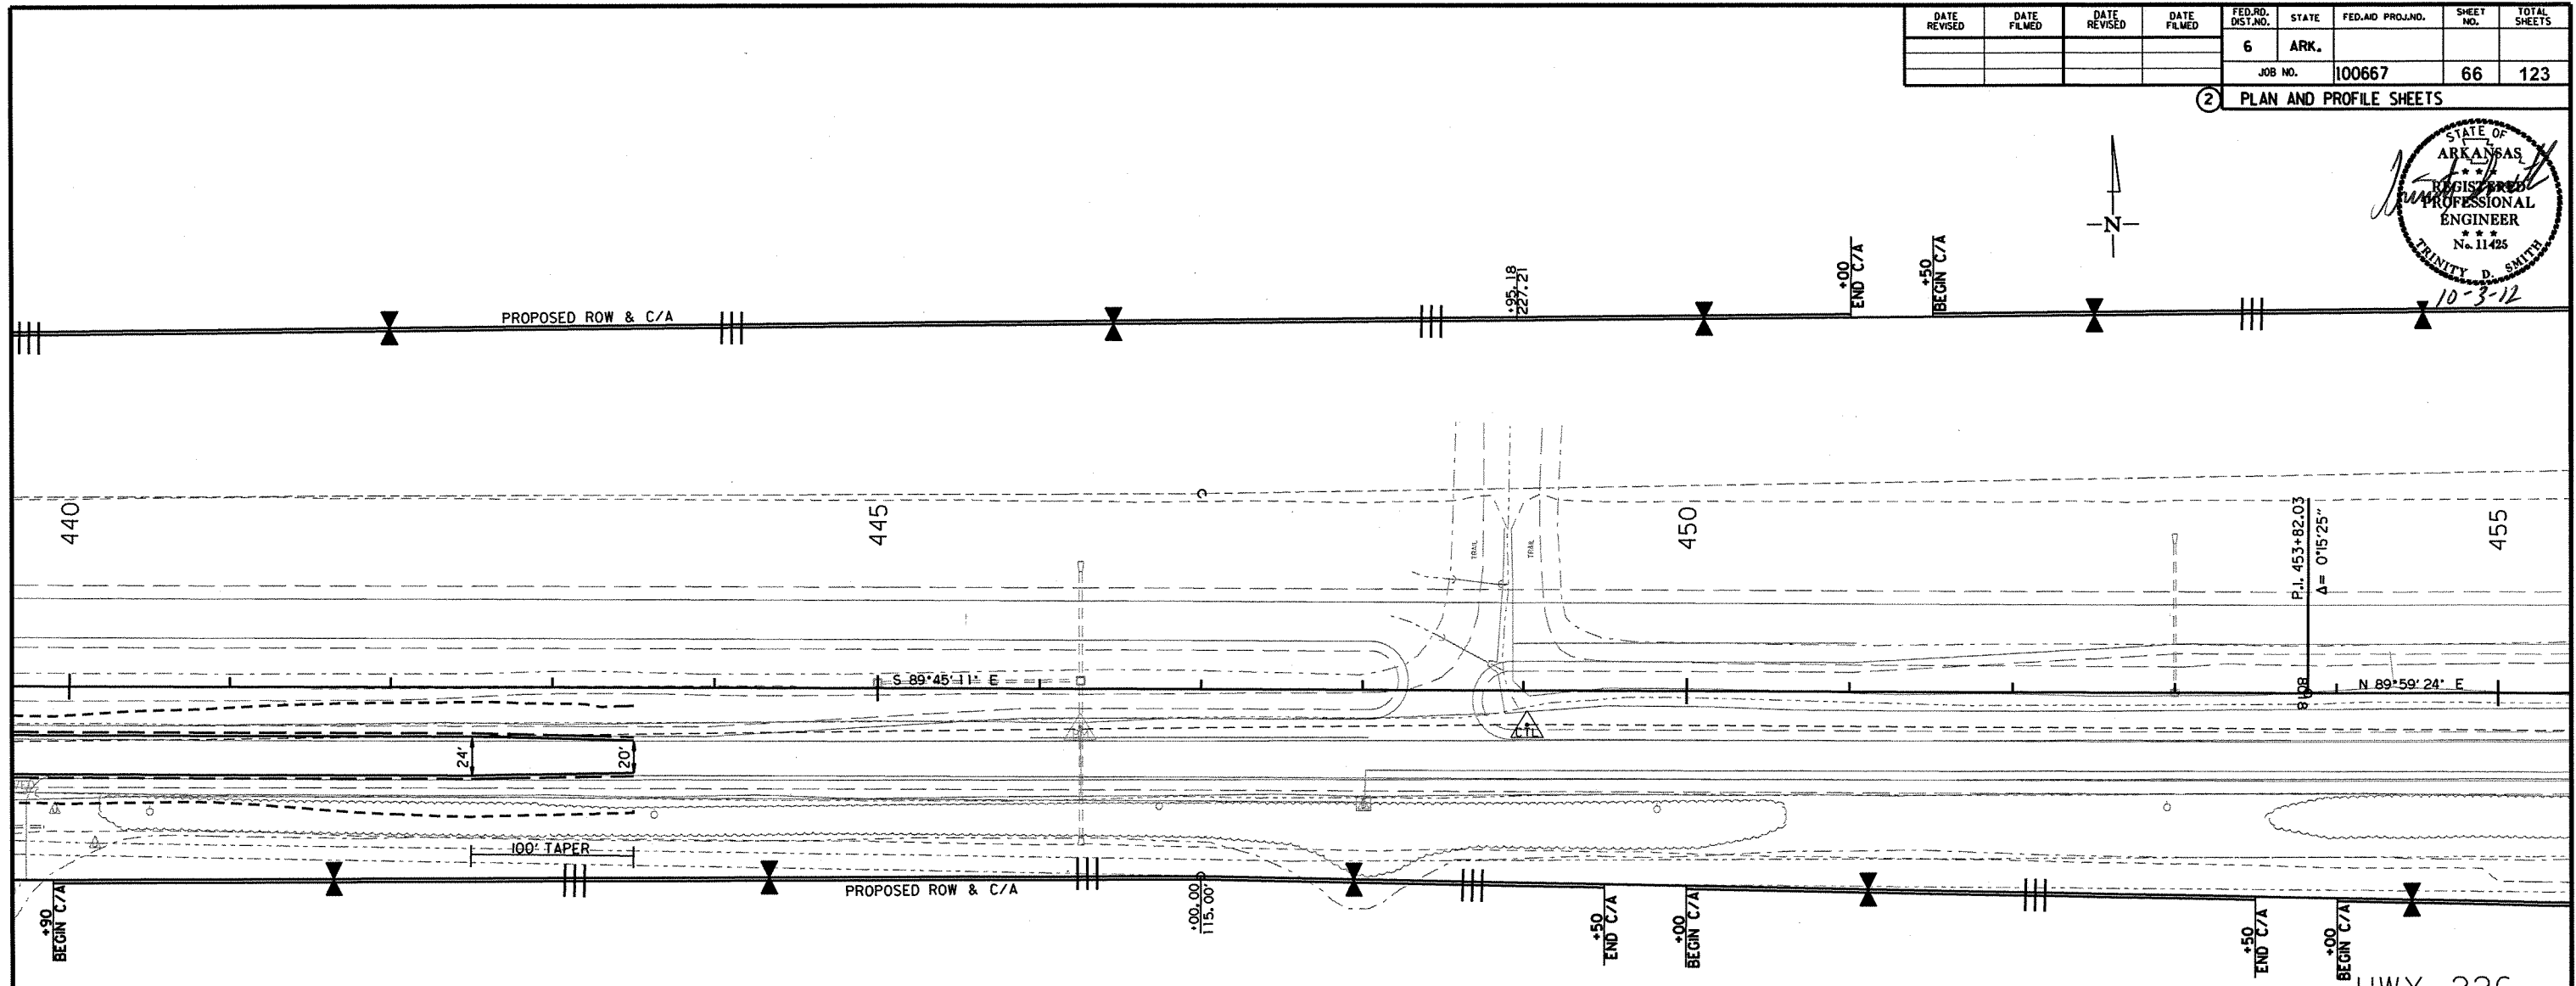 DATE REVISED
DATE FILMED
DATE REVISED
DATE FILMED
FED.RD. DIST.NO.
STATE
FED.AID PROJ.NO.
SHEET NO.
TOTAL SHEETS
6
ARK.
JOB NO.
100667
66
123
2
PLAN AND PROFILE SHEETS
STATE OF
ARKANSAS
REGISTERED
PROFESSIONAL
ENGINEER
No. 11425
TRINITY D. SMITH
10-3-12
N
+95.18
227.21
+00
END C/A
+50
BEGIN C/A
PROPOSED ROW & C/A
440
445
450
455
TRAIL
TRAIL
P.I. 453+82.03
Δ= 0°15'25"
S 89°45'11" E
8108
N 89°59'24" E
CTL
24'
20'
100' TAPER
PROPOSED ROW & C/A
+90
BEGIN C/A
+00.00
115.00'
+50
END C/A
+00
BEGIN C/A
+50
END C/A
+00
BEGIN C/A